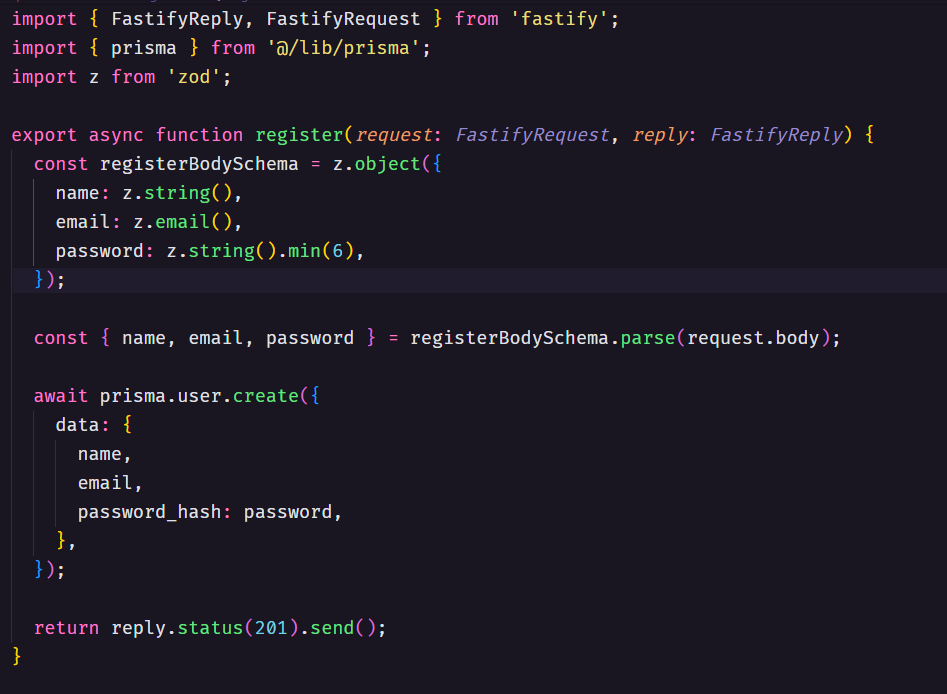 import { FastifyReply, FastifyRequest } from 'fastify';
import { prisma } from '@/lib/prisma';
import z from 'zod';

export async function register(request: FastifyRequest, reply: FastifyReply) {
  const registerBodySchema = z.object({
    name: z.string(),
    email: z.email(),
    password: z.string().min(6),
  });

  const { name, email, password } = registerBodySchema.parse(request.body);

  await prisma.user.create({
    data: {
      name,
      email,
      password_hash: password,
    },
  });

  return reply.status(201).send();
}